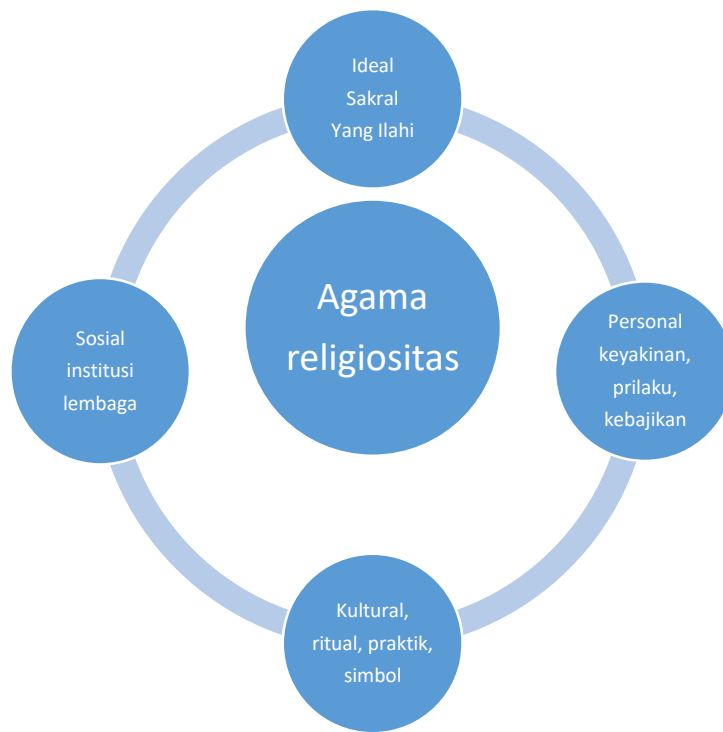 Ideal
Sakral
Yang Ilahi
Agama
religiositas
Personal
keyakinan,
prilaku,
kebajikan
Kultural,
ritual, praktik,
simbol
Sosial
institusi
lembaga